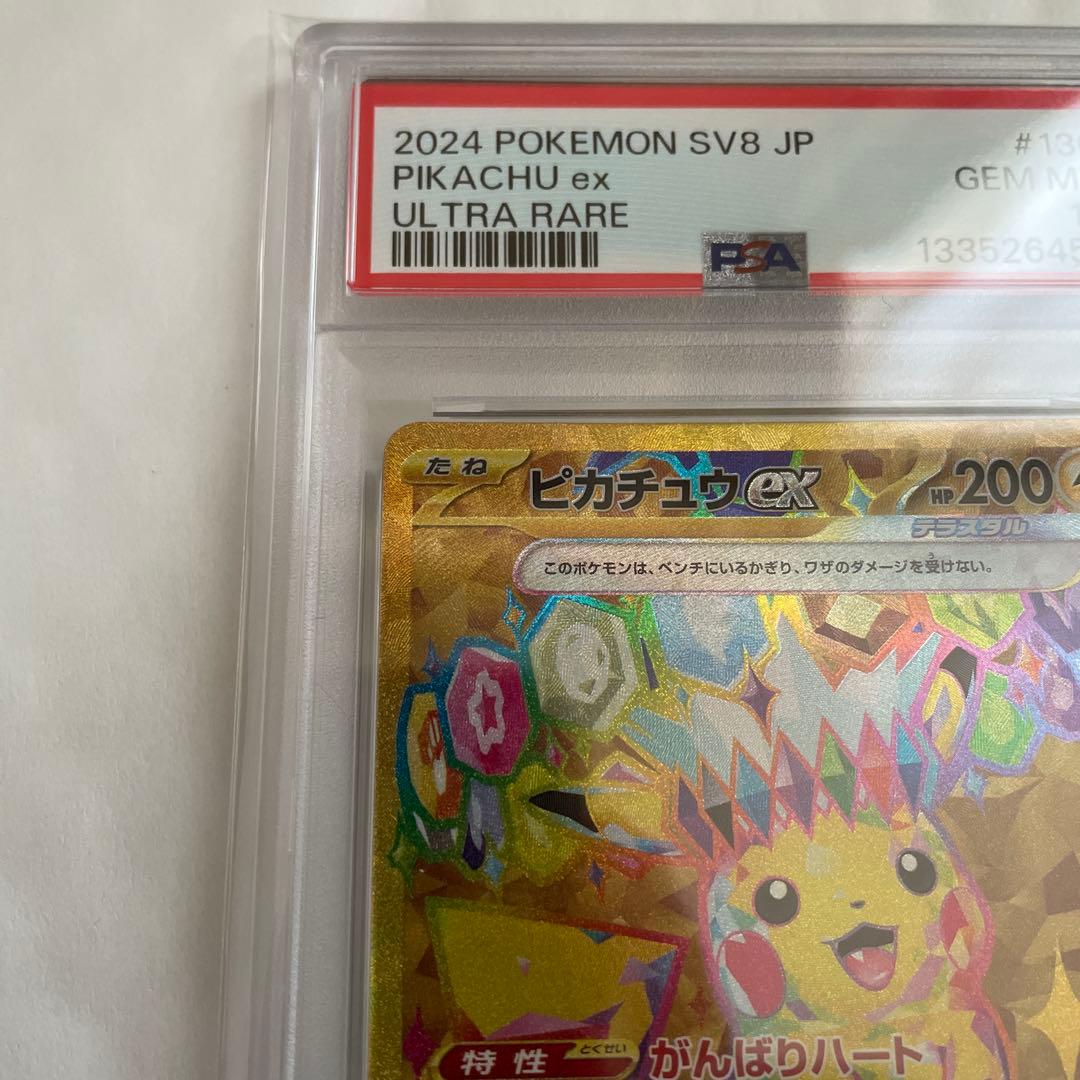 2024 POKEMON SV8 JP
PIKACHU ex
ULTRA RARE
GEM
PSA
たね
ピカチュウex
HP200
テラスタル
このポケモンは、ベンチにいるかぎり、ワザのダメージを受けない。
特性 とくせい がんばりハート